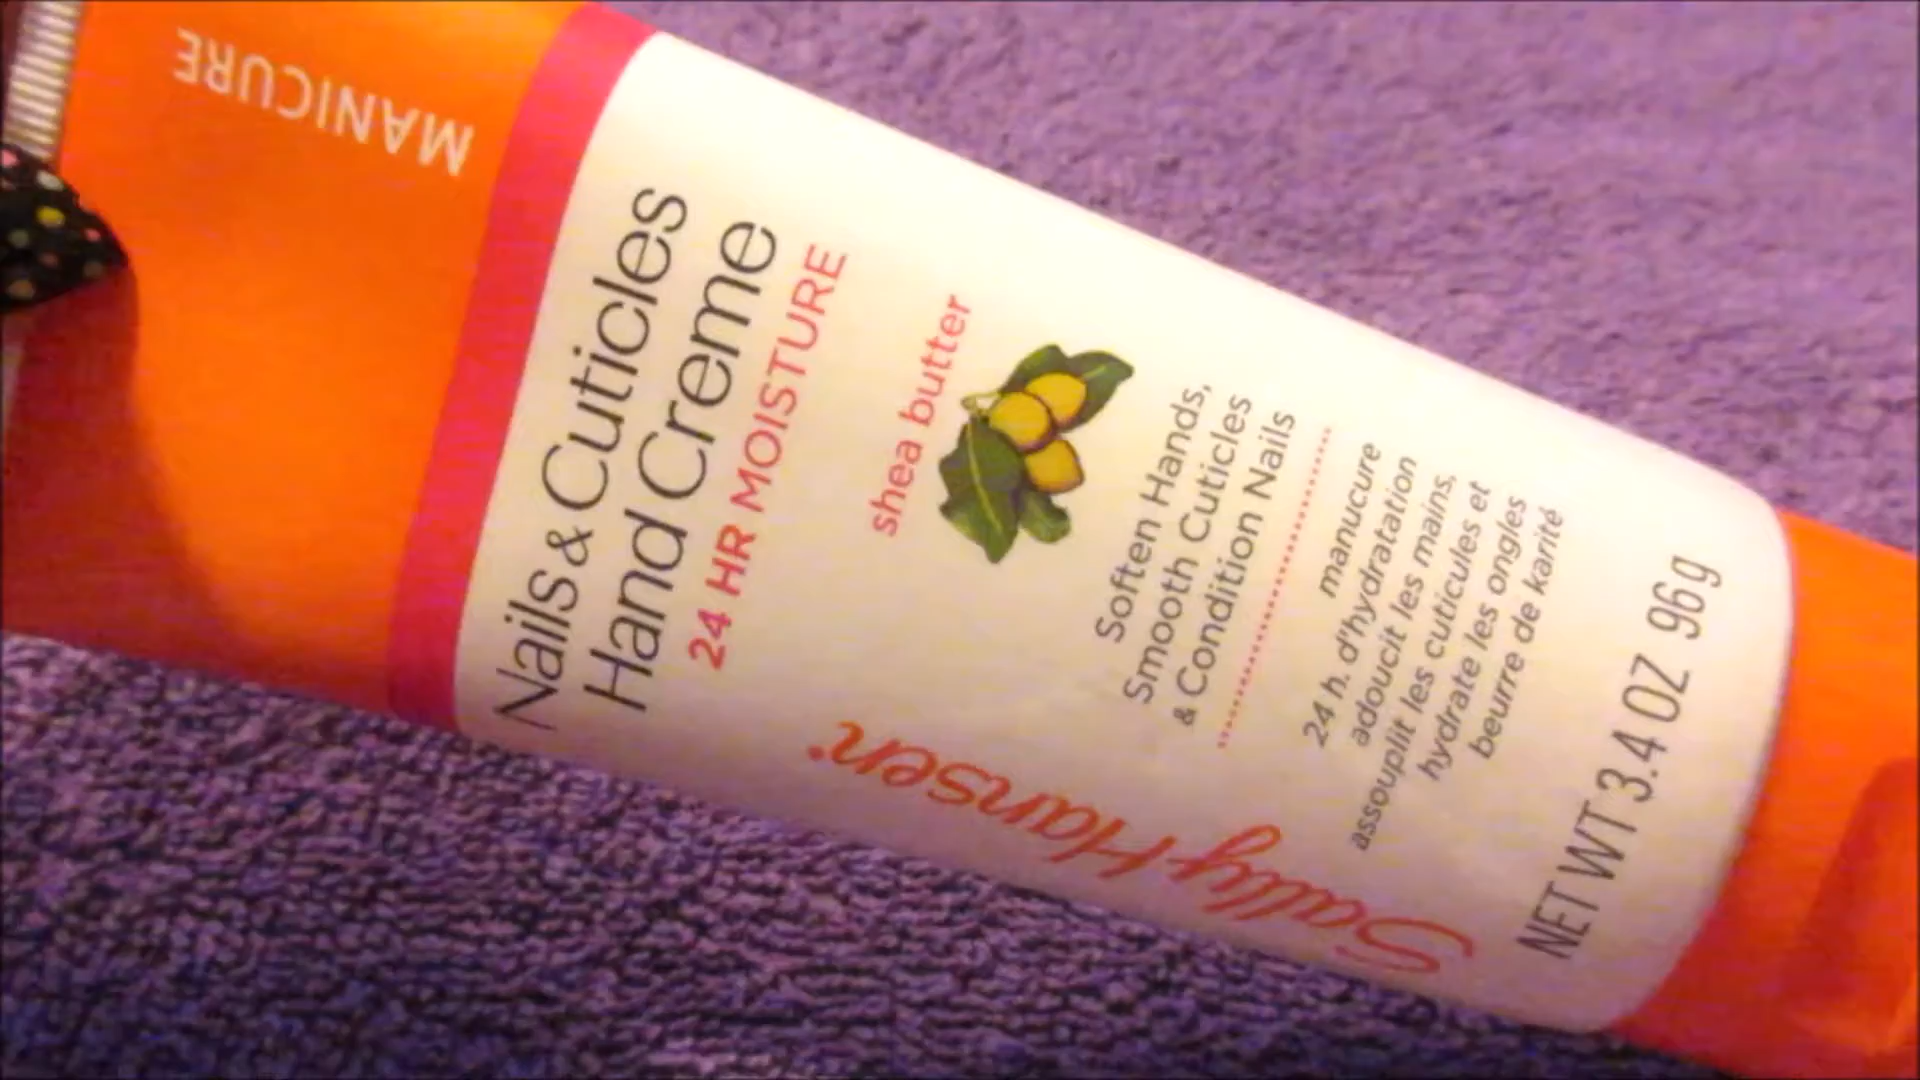 MANICURE
Nails & Cuticles
Hand Creme
24 HR MOISTURE
shea butter
Soften Hands,
Smooth Cuticles
& Condition Nails
manucure
24 h. d'hydratation
adoucit les mains,
assouplit les cuticules et
hydrate les ongles
beurre de karité
Sally Hansen
NET WT 3.4 OZ 96 g